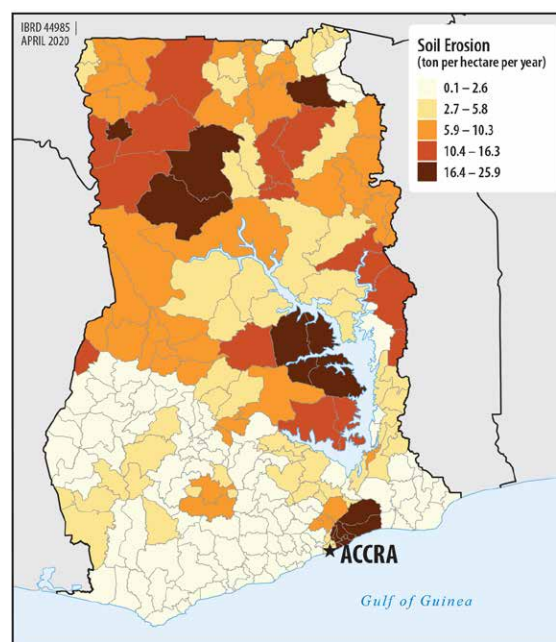 IBRD 44985 |
APRIL 2020
Soil Erosion
(ton per hectare per year)
0.1 – 2.6
2.7 – 5.8
5.9 – 10.3
10.4 – 16.3
16.4 – 25.9
ACCRA
Gulf of Guinea